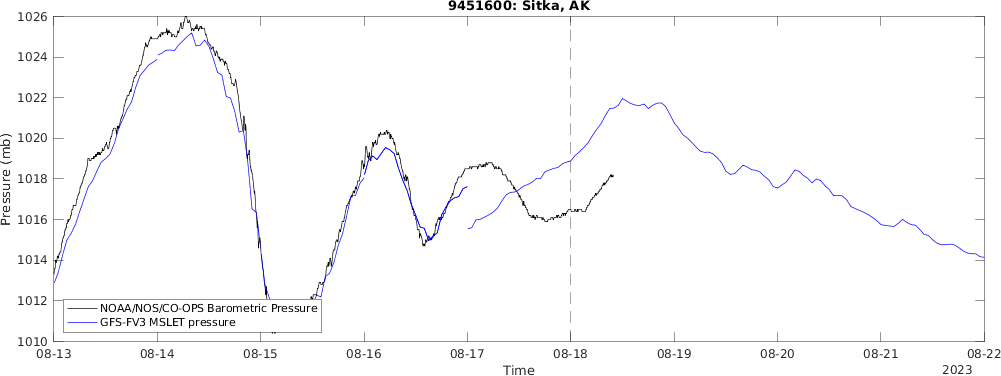 9451600: Sitka, AK
1026
1024
1022
1020
1018
1016
1014
1012
1010
Pressure (mb)
NOAA/NOS/CO-OPS Barometric Pressure
GFS-FV3 MSLET pressure
08-13 08-14 08-15 08-16 08-17 08-18 08-19 08-20 08-21 08-22
Time
2023